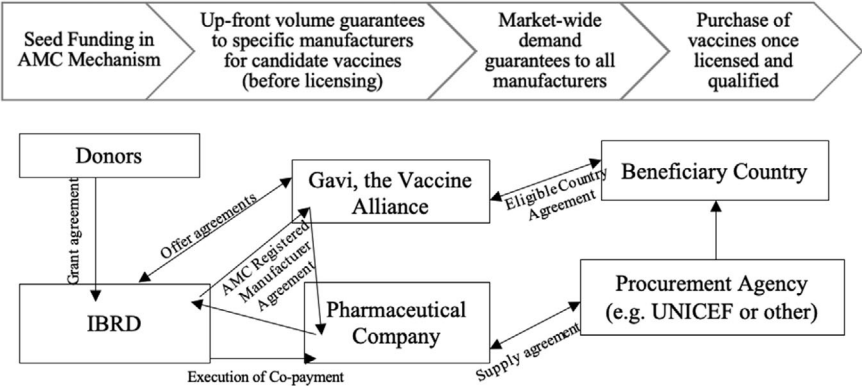 Seed Funding in
AMC Mechanism
Up-front volume guarantees
to specific manufacturers
for candidate vaccines
(before licensing)
Market-wide
demand
guarantees to all
manufacturers
Purchase of
vaccines once
licensed and
qualified
Donors
Grant agreement
Offer agreements
Gavi, the Vaccine
Alliance
Eligible Country
Agreement
Beneficiary Country
AMC Registered
Manufacturer
Agreement
IBRD
Pharmaceutical
Company
Procurement Agency
(e.g. UNICEF or other)
Supply agreement
Execution of Co-payment